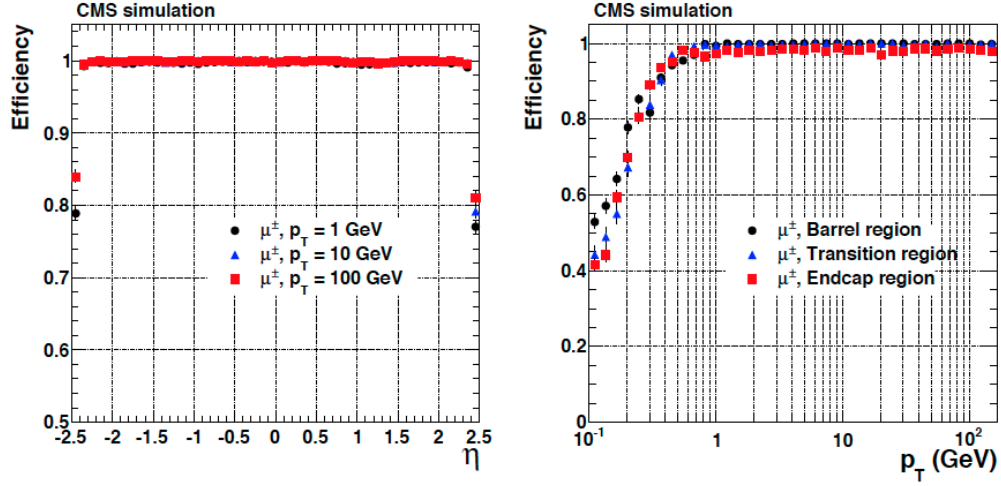 CMS simulation
Efficiency
1
0.9
0.8
0.7
0.6
0.5
-2.5 -2 -1.5 -1 -0.5 0 0.5 1 1.5 2 2.5
η
μ±, pT = 1 GeV
μ±, pT = 10 GeV
μ±, pT = 100 GeV
CMS simulation
Efficiency
1
0.8
0.6
0.4
0.2
0
10-1 1 10 102
pT (GeV)
μ±, Barrel region
μ±, Transition region
μ±, Endcap region